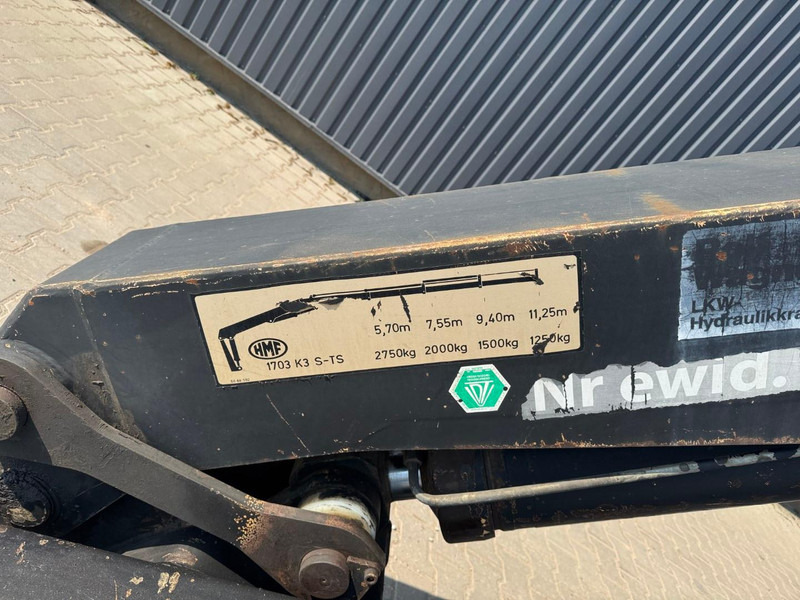 5,70m 7,55m 9,40m 11,25m
HMF
1703 K3 S-TS 2750kg 2000kg 1500kg 1250kg
LKW-
Hydraulikkra
Nr ewid.